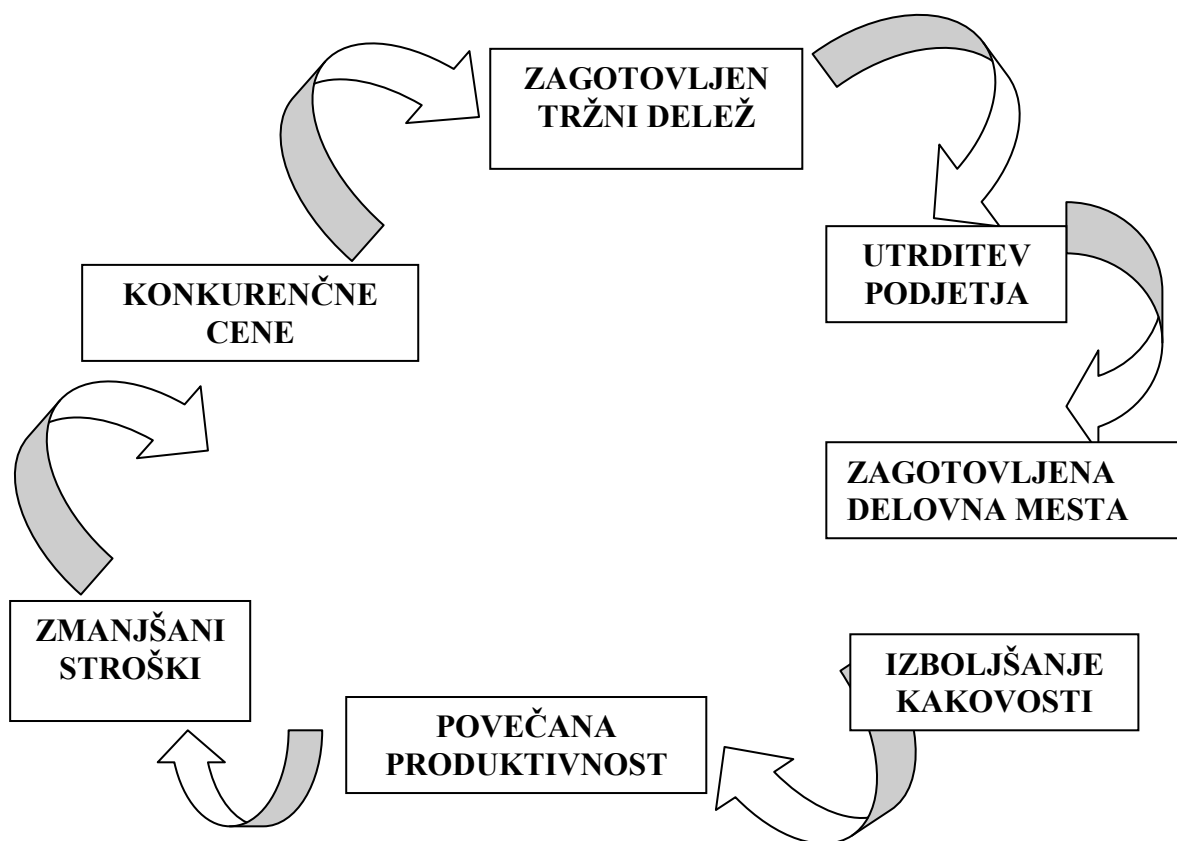 ZAGOTOVLJEN
TRŽNI DELEŽ
UTRDITEV
PODJETJA
KONKURENČNE
CENE
ZAGOTOVLJENA
DELOVNA MESTA
ZMANJŠANI
STROŠKI
IZBOLJŠANJE
KAKOVOSTI
POVEČANA
PRODUKTIVNOST